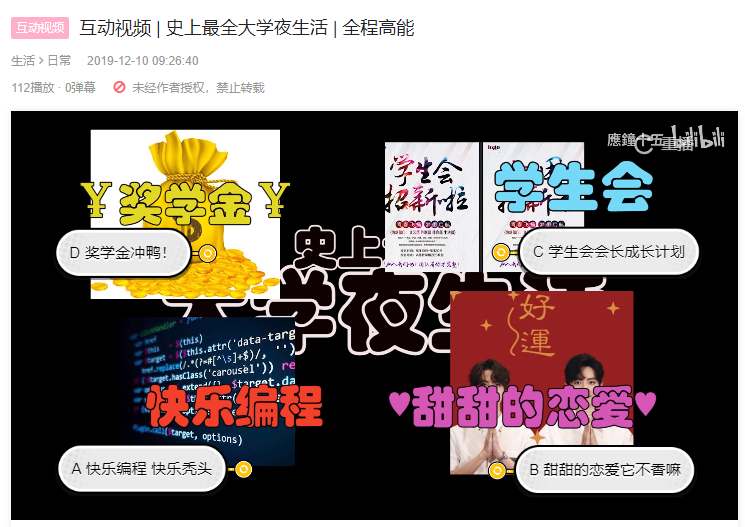 互动视频 互动视频 | 史上最全大学夜生活 | 全程高能
生活 > 日常 2019-12-10 09:26:40
112播放 · 0弹幕 未经作者授权，禁止转载
應鐘十五 bilibili
重播
￥奖学金￥
学生会
招新啦
学生会
D 奖学金冲鸭！
C 学生会会长成长计划
史上
学夜生活
好運
$(this)
$(this).attr('data-targ
.replace(/.*(?=#[^\s]+$)/, '')
.hasClass('carousel')) re
$target.da
$target, options)
快乐编程
♥甜甜的恋爱♥
A 快乐编程 快乐秃头
B 甜甜的恋爱它不香嘛